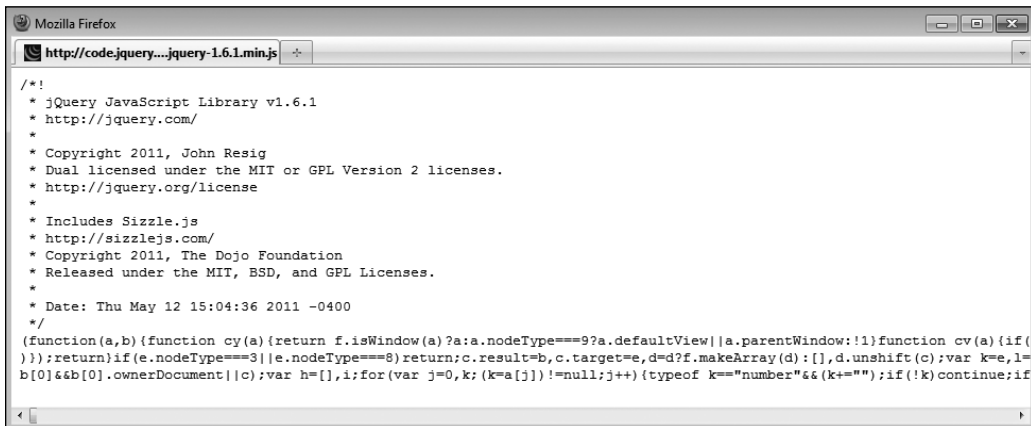 Mozilla Firefox
http://code.jquery....jquery-1.6.1.min.js
/*!
 * jQuery JavaScript Library v1.6.1
 * http://jquery.com/
 *
 * Copyright 2011, John Resig
 * Dual licensed under the MIT or GPL Version 2 licenses.
 * http://jquery.org/license
 *
 * Includes Sizzle.js
 * http://sizzlejs.com/
 * Copyright 2011, The Dojo Foundation
 * Released under the MIT, BSD, and GPL Licenses.
 *
 * Date: Thu May 12 15:04:36 2011 -0400
 */
(function(a,b){function cy(a){return f.isWindow(a)?a:a.nodeType===9?a.defaultView||a.parentWindow:!1}function cv(a){if(
)});return}if(e.nodeType===3||e.nodeType===8)return;c.result=b,c.target=e,d=d?f.makeArray(d):[],d.unshift(c);var k=e,l=
b[0]&&b[0].ownerDocument||c);var h=[],i;for(var j=0,k;(k=a[j])!=null;j++){typeof k=="number"&&(k+="");if(!k)continue;if